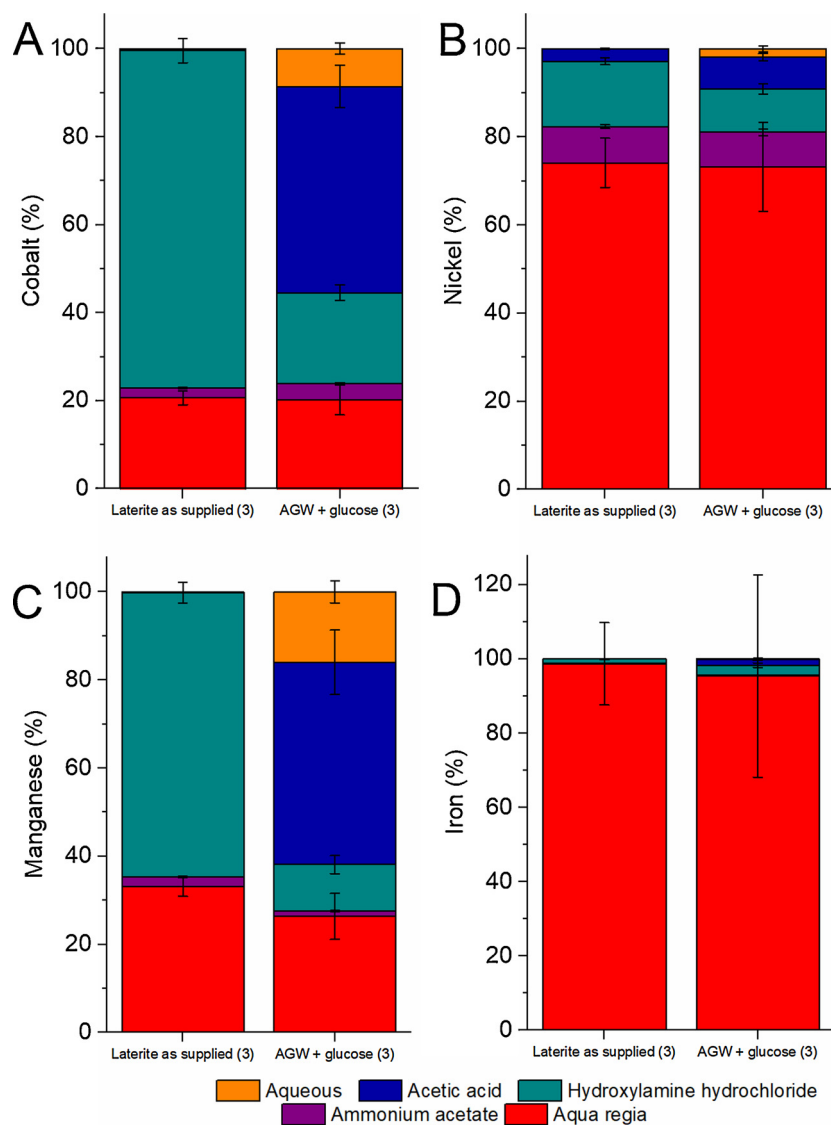 A
Cobalt (%)
100
80
60
40
20
0
Laterite as supplied (3) AGW + glucose (3)
B
Nickel (%)
100
80
60
40
20
0
Laterite as supplied (3) AGW + glucose (3)
C
Manganese (%)
100
80
60
40
20
0
Laterite as supplied (3) AGW + glucose (3)
D
Iron (%)
120
100
80
60
40
20
0
Laterite as supplied (3) AGW + glucose (3)
Aqueous Acetic acid Hydroxylamine hydrochloride
Ammonium acetate Aqua regia